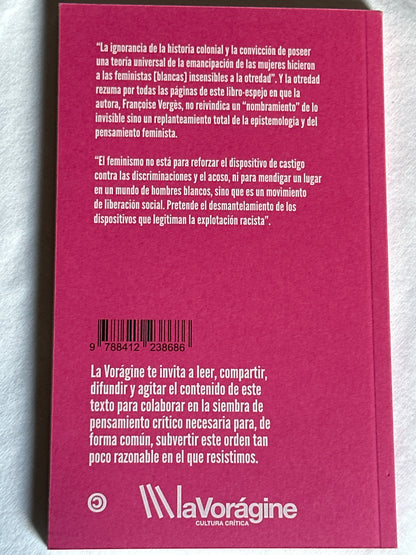 “La ignorancia de la historia colonial y la convicción de poseer
una teoría universal de la emancipación de las mujeres hicieron
a las feministas [blancas] insensibles a la otredad”. Y la otredad
rezuma por todas las páginas de este libro-espejo en que la
autora, Françoise Vergès, no reivindica un “nombramiento” de lo
invisible sino un replanteamiento total de la epistemología y del
pensamiento feminista.
“El feminismo no está para reforzar el dispositivo de castigo
contra las discriminaciones y el acoso, ni para mendigar un lugar
en un mundo de hombres blancos, sino que es un movimiento
de liberación social. Pretende el desmantelamiento de los
dispositivos que legitiman la explotación racista”.
9 788412 238686
La Vorágine te invita a leer, compartir,
difundir y agitar el contenido de este
texto para colaborar en la siembra de
pensamiento crítico necesaria para, de
forma común, subvertir este orden tan
poco razonable en el que resistimos.
laVorágine
CULTURA CRÍTICA